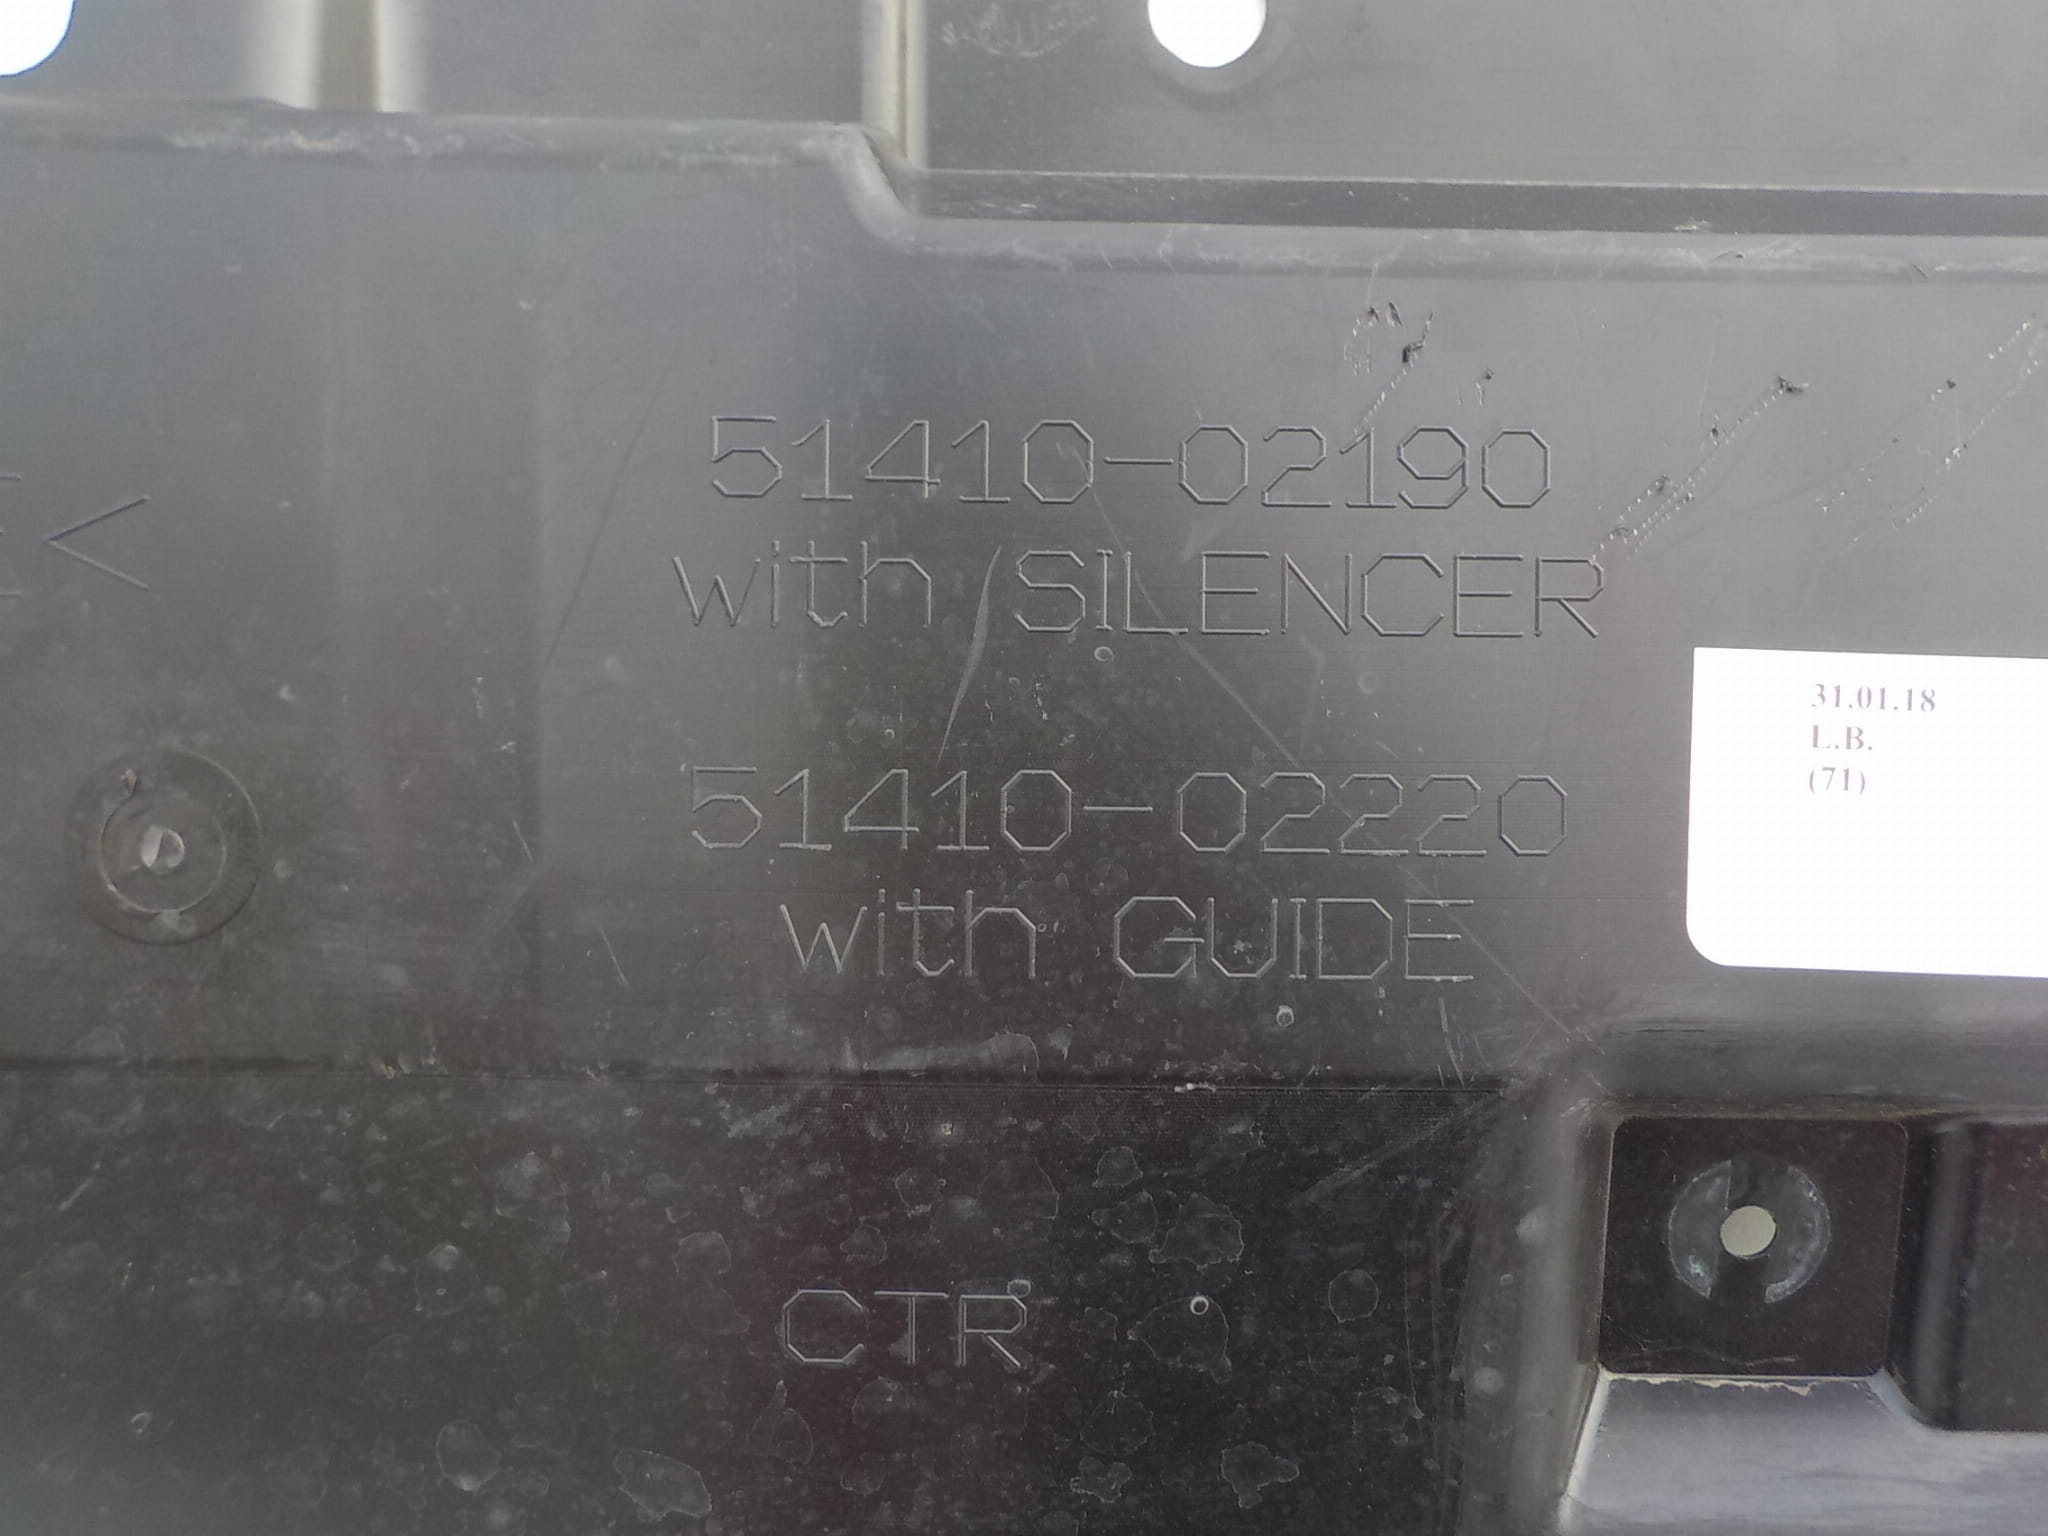 51410-02190
with SILENCER
31.01.18
L.B.
(71)
51410-02220
with GUIDE
CTR